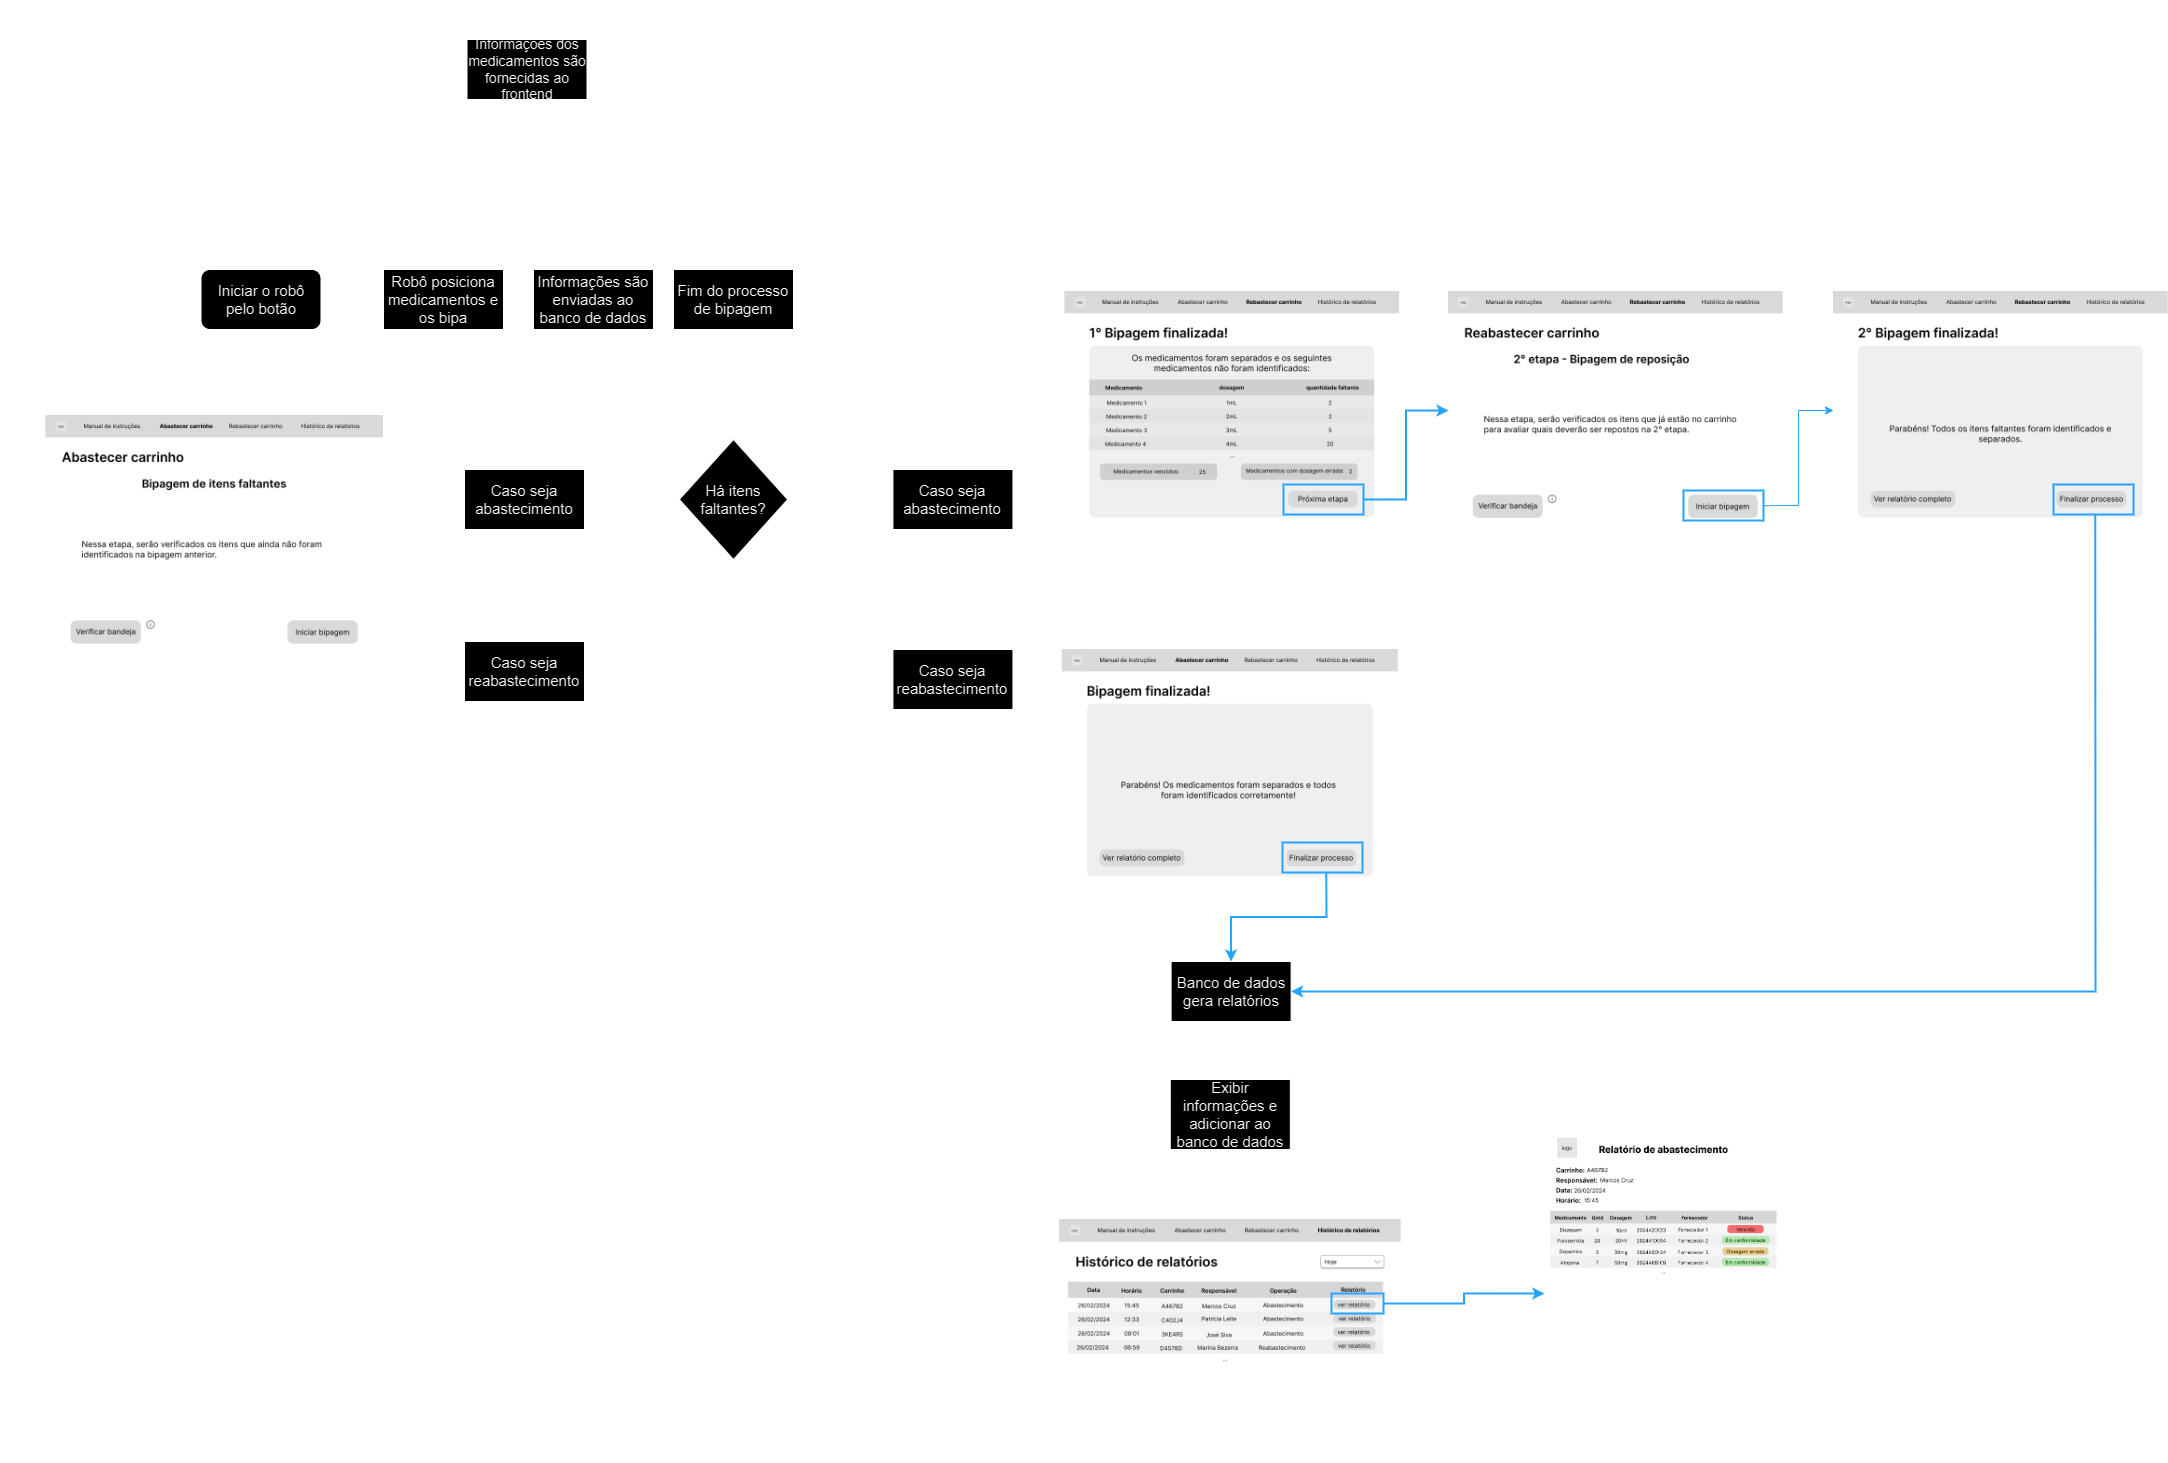 Informações dos
medicamentos são
fornecidas ao
frontend
Iniciar o robô
pelo botão
Robô posiciona
medicamentos e
os bipa
Informações são
enviadas ao
banco de dados
Fim do processo
de bipagem
Manual de instruções Abastecer carrinho Rebastecer carrinho Histórico de relatórios
Abastecer carrinho
Bipagem de itens faltantes
Nessa etapa, serão verificados os itens que ainda não foram
identificados na bipagem anterior.
Verificar bandeja
Iniciar bipagem
Caso seja
abastecimento
Há itens
faltantes?
Caso seja
abastecimento
Caso seja
reabastecimento
Caso seja
reabastecimento
Manual de instruções Abastecer carrinho Rebastecer carrinho Histórico de relatórios
1° Bipagem finalizada!
Os medicamentos foram separados e os seguintes
medicamentos não foram identificados:
Medicamento dosagem quantidade faltante
Medicamento 1 1mL 2
Medicamento 2 2mL 2
Medicamento 3 3mL 5
Medicamento 4 4mL 20
...
Medicamentos vencidos: 25
Medicamentos com dosagem errada: 2
Próxima etapa
Manual de instruções Abastecer carrinho Rebastecer carrinho Histórico de relatórios
Reabastecer carrinho
2° etapa - Bipagem de reposição
Nessa etapa, serão verificados os itens que já estão no carrinho
para avaliar quais deverão ser repostos na 2° etapa.
Verificar bandeja
Iniciar bipagem
Manual de instruções Abastecer carrinho Rebastecer carrinho Histórico de relatórios
2° Bipagem finalizada!
Parabéns! Todos os itens faltantes foram identificados e
separados.
Ver relatório completo
Finalizar processo
Manual de instruções Abastecer carrinho Rebastecer carrinho Histórico de relatórios
Bipagem finalizada!
Parabéns! Os medicamentos foram separados e todos
foram identificados corretamente!
Ver relatório completo
Finalizar processo
Banco de dados
gera relatórios
Exibir
informações e
adicionar ao
banco de dados
Manual de instruções Abastecer carrinho Rebastecer carrinho Histórico de relatórios
Histórico de relatórios
Hoje
Data Horário Carrinho Responsável Operação Relatório
26/02/2024 15:45 A467B2 Marcos Cruz Abastecimento ver relatório
26/02/2024 12:33 C402J4 Patrícia Leite Abastecimento ver relatório
26/02/2024 08:01 3KE4R5 José Siva Abastecimento ver relatório
26/02/2024 06:59 D4S78D Marina Bezerra Reabastecimento ver relatório
...
logo
Relatório de abastecimento
Carrinho: A467B2
Responsável: Marcos Cruz
Data: 26/02/2024
Horário: 15:45
Medicamento Qntd Dosagem Lote Fornecedor Status
Diazepam 2 10ml Fornecedor 1 Vencido
Furosemida 20 20ml Fornecedor 2 Em conformidade
Dopamina 3 30mg Fornecedor 3 Dosagem errada
Atropina 7 50mg Fornecedor 4 Em conformidade
...